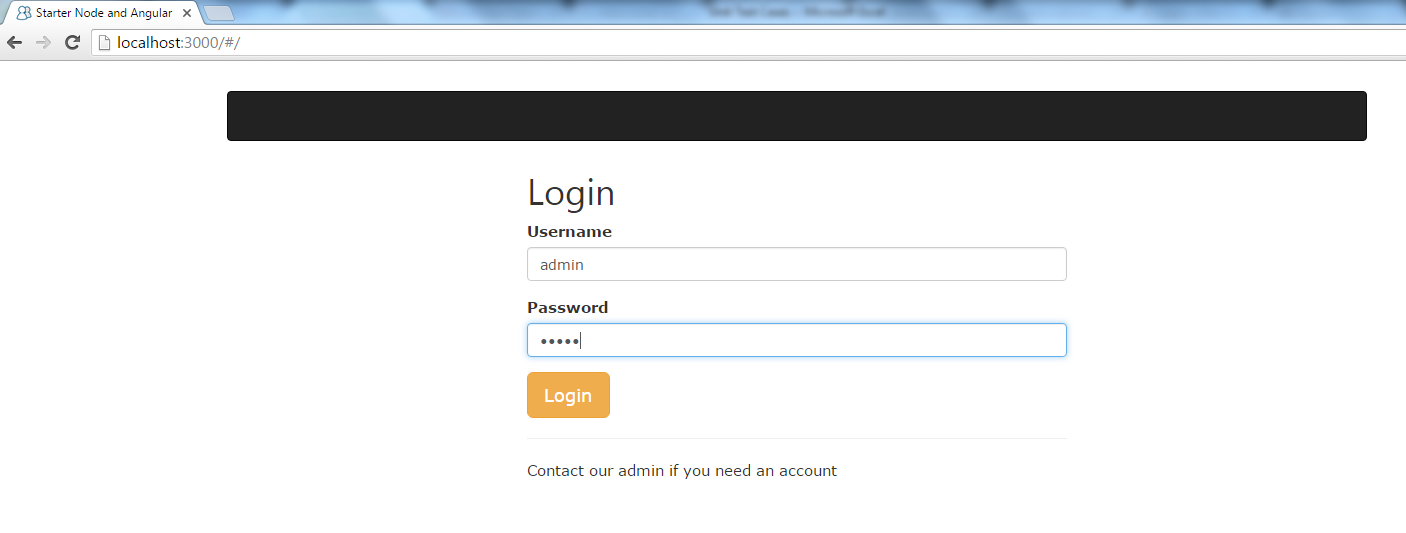 Starter Node and Angular
localhost:3000/#/
Login
Username
admin
Password
•••••
Login
Contact our admin if you need an account